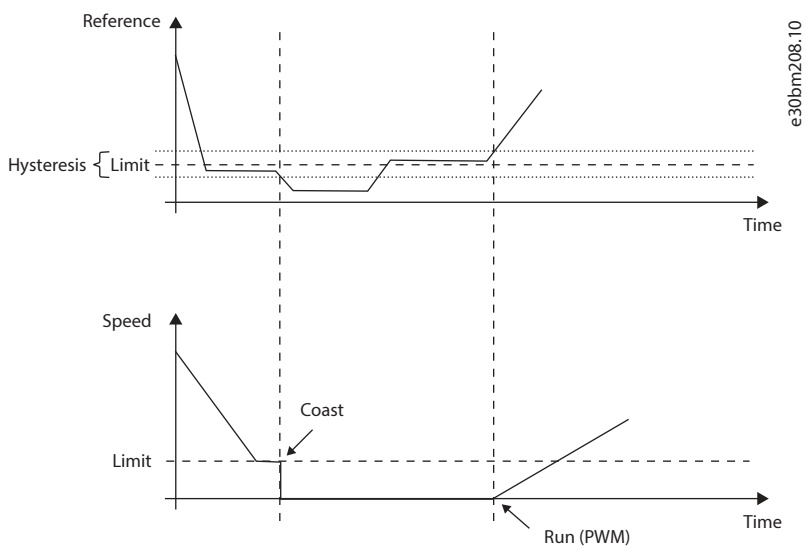 Reference
e30bm208.10
Hysteresis { Limit
Time
Speed
Coast
Limit
Time
Run (PWM)